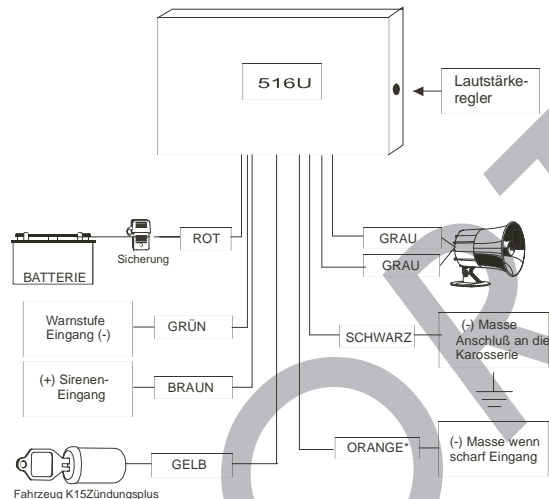 516U
Lautstärke-
regler
ROT
Sicherung
BATTERIE
GRAU
GRAU
Warnstufe
Eingang (-)
GRÜN
SCHWARZ
(-) Masse
Anschluß an die
Karosserie
(+) Sirenen-
Eingang
BRAUN
ORANGE*
(-) Masse wenn
scharf Eingang
GELB
Fahrzeug K15Zündungsplus